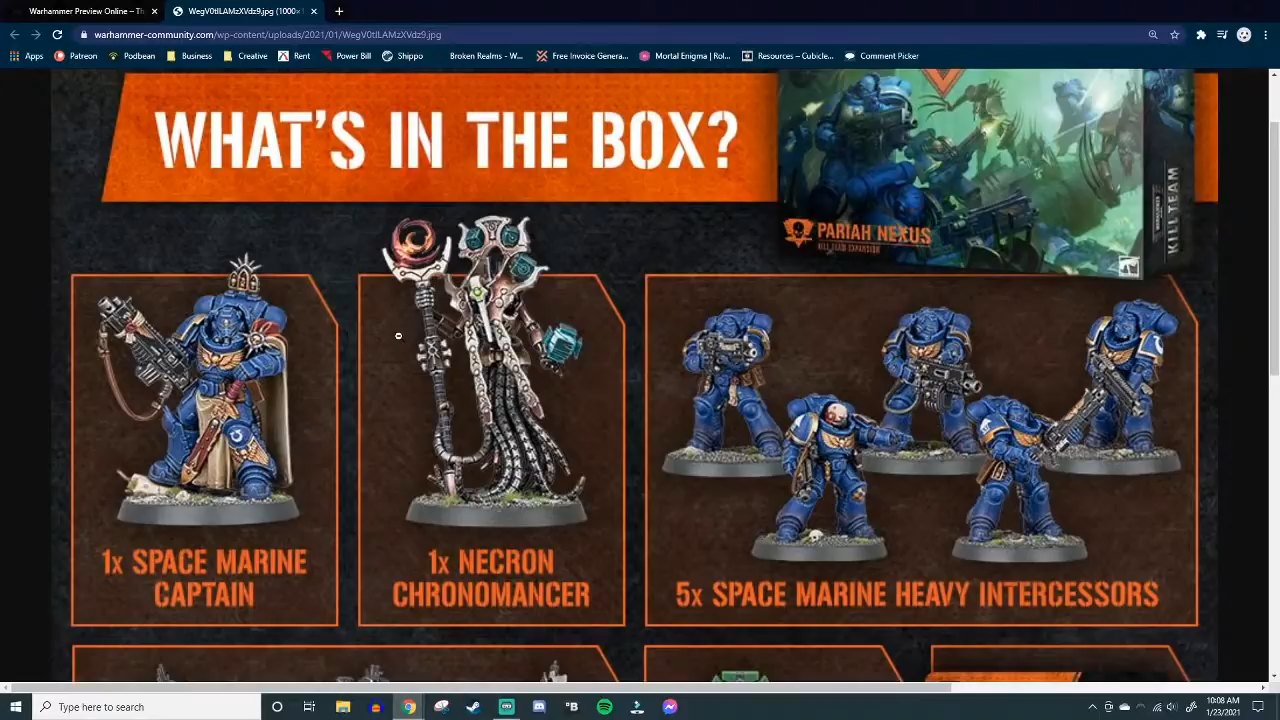 Warhammer Preview Online – Th
WegV0tILAMzXVdz9.jpg (1000×
warhammer-community.com/wp-content/uploads/2021/01/WegV0tILAMzXVdz9.jpg
Apps
Patreon
Podbean
Business
Creative
Rent
Power Bill
Shippo
Broken Realms - W...
Free Invoice Genera...
Mortal Enigma | Rol...
Resources – Cubicle...
Comment Picker
WHAT'S IN THE BOX?
PARIAH NEXUS
KILL TEAM EXPANSION
KILL TEAM
1x SPACE MARINE
CAPTAIN
1x NECRON
CHRONOMANCER
5x SPACE MARINE HEAVY INTERCESSORS
Type here to search
10:08 AM
1/23/2021